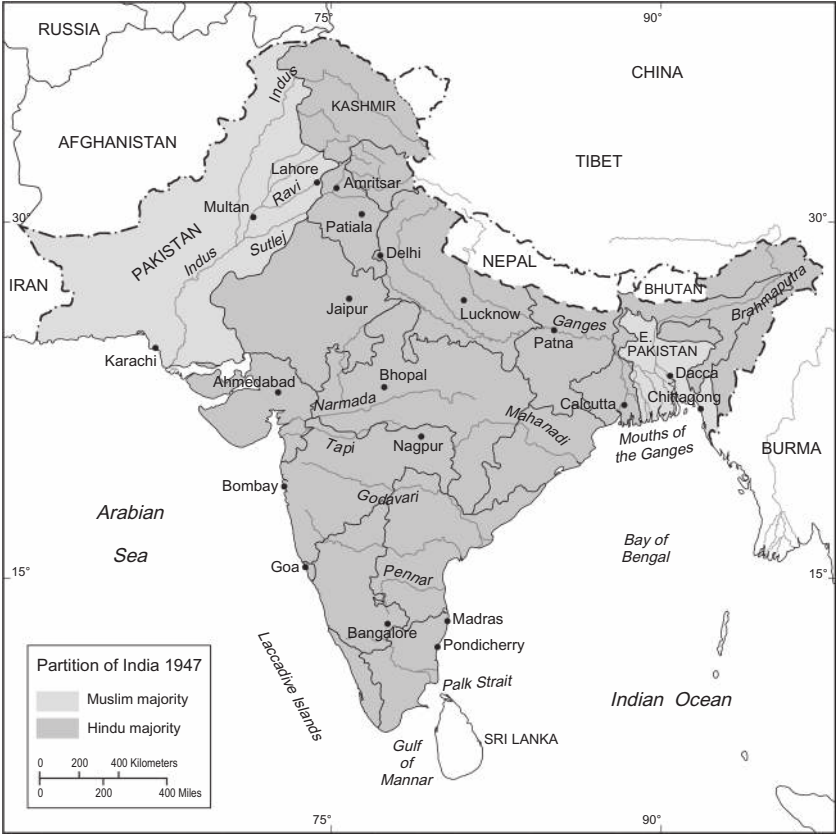 75°
90°
RUSSIA
CHINA
Indus
KASHMIR
AFGHANISTAN
TIBET
Lahore
Amritsar
Ravi
Multan
30°
30°
Patiala
PAKISTAN
Indus
Sutlej
Delhi
NEPAL
IRAN
BHUTAN
Brahmaputra
Jaipur
Lucknow
Ganges
Patna
E.
PAKISTAN
Karachi
Dacca
Ahmedabad
Bhopal
Narmada
Calcutta
Chittagong
Mahanadi
Tapi
Nagpur
Mouths of
the Ganges
BURMA
Bombay
Godavari
Arabian
Sea
Bay of
Bengal
Goa
15°
15°
Pennar
Madras
Bangalore
Pondicherry
Laccadive Islands
Palk Strait
Indian Ocean
Gulf
of
Mannar
SRI LANKA
Partition of India 1947
Muslim majority
Hindu majority
0 200 400 Kilometers
0 200 400 Miles
75°
90°